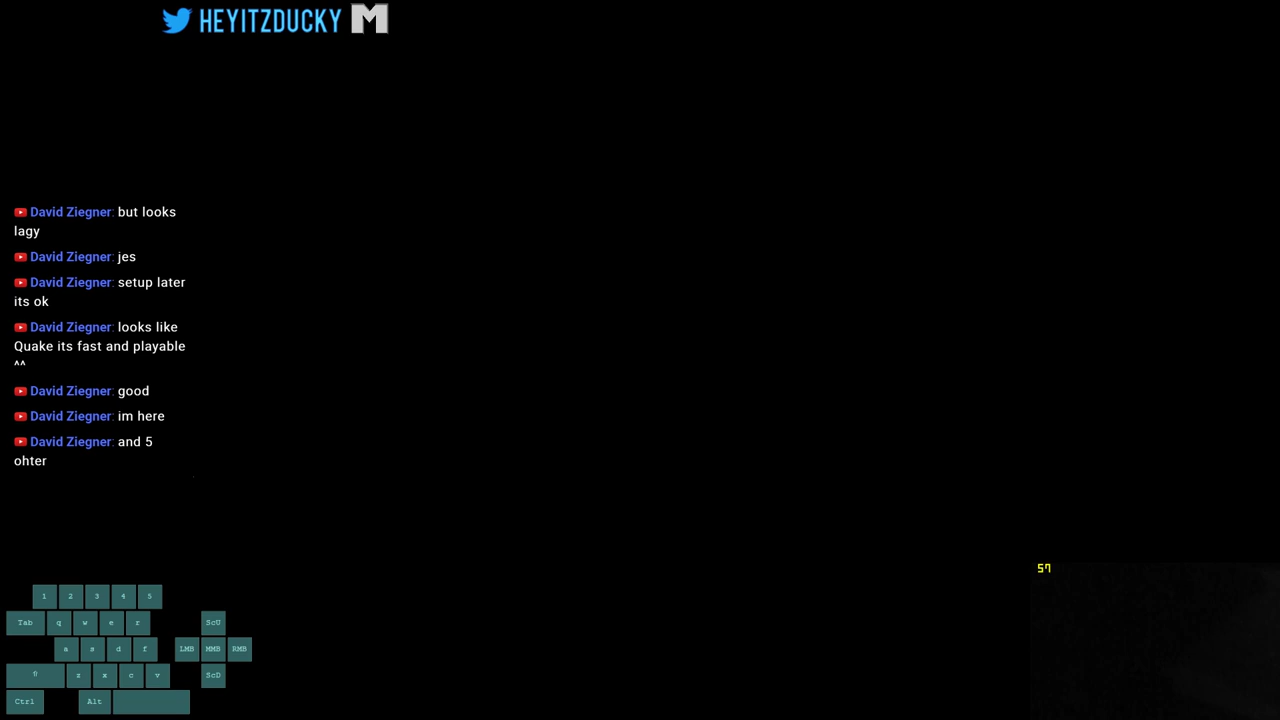 HEYITZDUCKY M
David Ziegner: but looks
lagy
David Ziegner: jes
David Ziegner: setup later
its ok
David Ziegner: looks like
Quake its fast and playable
^^
David Ziegner: good
David Ziegner: im here
David Ziegner: and 5
ohter
57
1 2 3 4 5
Tab q w e r ScU
a s d f LMB MMB RMB
⇧ z x c v ScD
Ctrl Alt